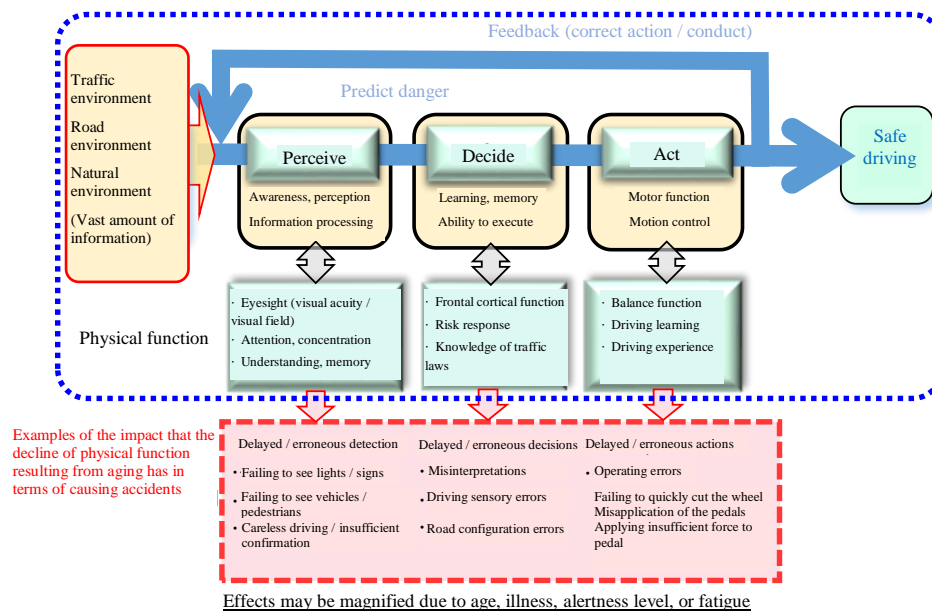 Feedback (correct action / conduct)
Predict danger
Traffic
environment
Road
environment
Natural
environment
(Vast amount of
information)
Perceive
Awareness, perception
Information processing
Decide
Learning, memory
Ability to execute
Act
Motor function
Motion control
Safe
driving
Physical function
· Eyesight (visual acuity /
visual field)
· Attention, concentration
· Understanding, memory
· Frontal cortical function
· Risk response
· Knowledge of traffic
laws
· Balance function
· Driving learning
· Driving experience
Examples of the impact that the
decline of physical function
resulting from aging has in
terms of causing accidents
Delayed / erroneous detection
• Failing to see lights / signs
• Failing to see vehicles /
pedestrians
• Careless driving / insufficient
confirmation
Delayed / erroneous decisions
• Misinterpretations
• Driving sensory errors
• Road configuration errors
Delayed / erroneous actions
• Operating errors
Failing to quickly cut the wheel
Misapplication of the pedals
Applying insufficient force to
pedal
Effects may be magnified due to age, illness, alertness level, or fatigue